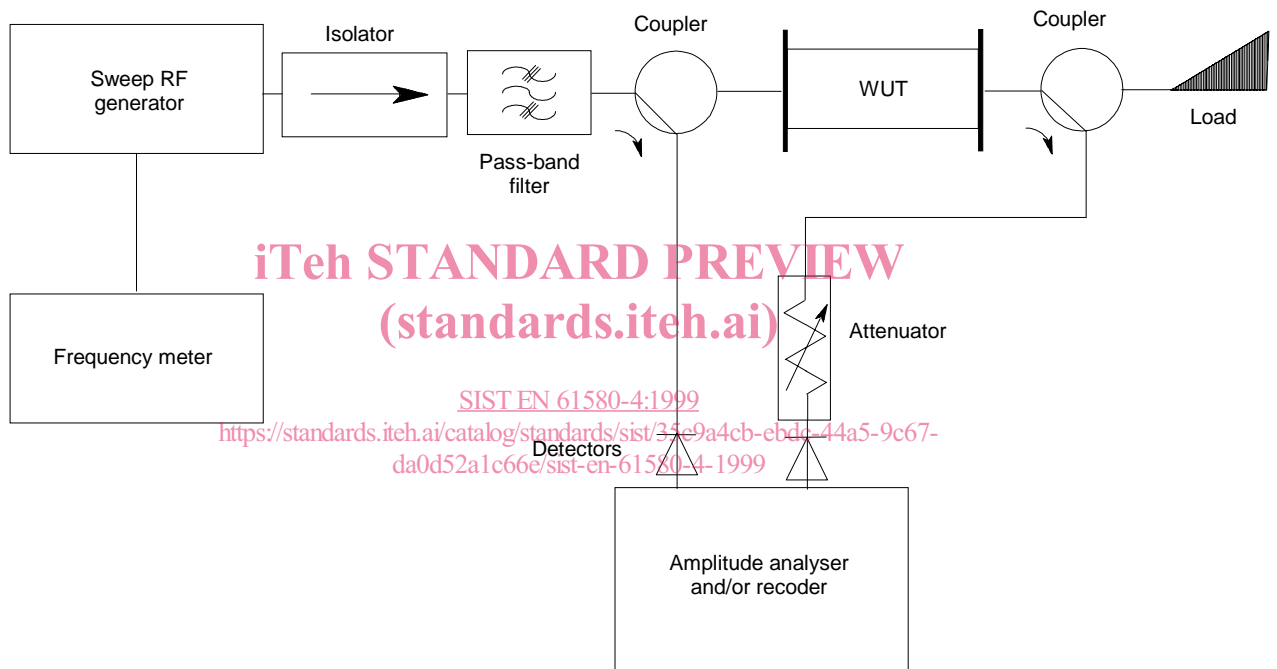 Coupler
Coupler
Isolator
Sweep RF
generator
WUT
Load
Pass-band
filter
iTeh STANDARD PREVIEW
(standards.iteh.ai)
Frequency meter
Attenuator
SIST EN 61580-4:1999
https://standards.iteh.ai/catalog/standards/sist/35c9a4cb-ebdc-44a5-9c67-
da0d52a1c66e/sist-en-61580-4-1999
Detectors
Amplitude analyser
and/or recoder